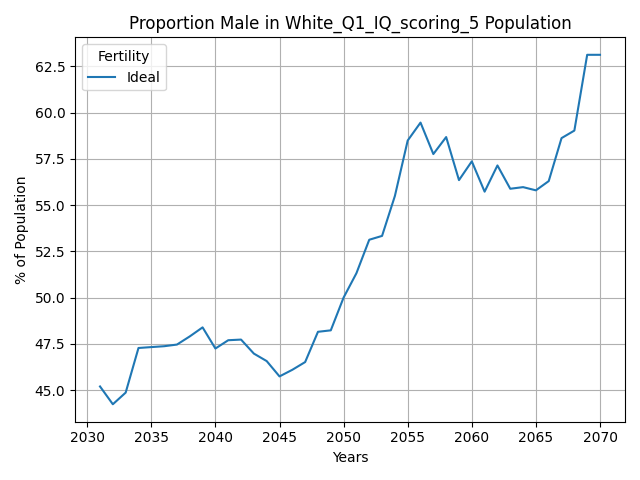 Proportion Male in White_Q1_IQ_scoring_5 Population
Fertility
Ideal
% of Population
62.5
60.0
57.5
55.0
52.5
50.0
47.5
45.0
2030 2035 2040 2045 2050 2055 2060 2065 2070
Years